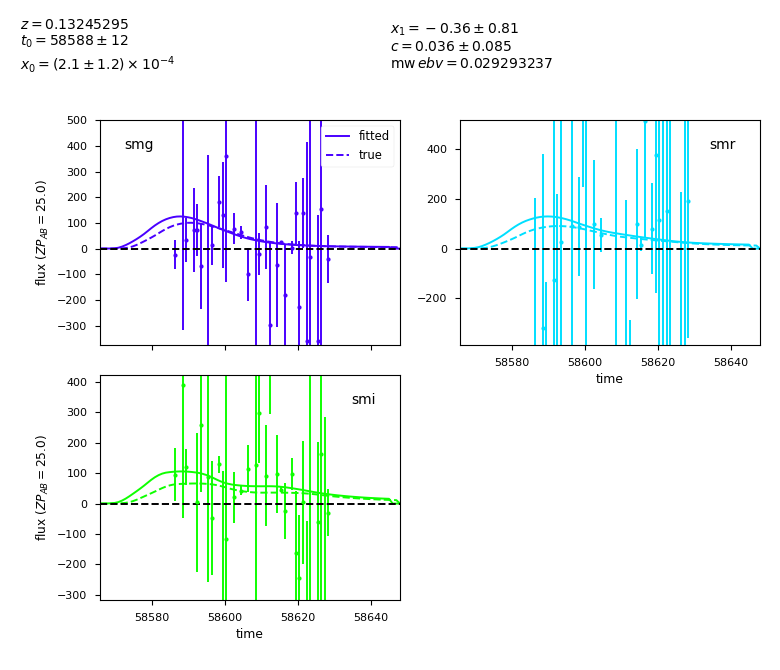 z = 0.13245295
t₀ = 58588 ± 12
x₀ = (2.1 ± 1.2) × 10⁻⁴
x₁ = −0.36 ± 0.81
c = 0.036 ± 0.085
mw ebv = 0.029293237
500
400
300
200
100
0
−100
−200
−300
flux (ZP_AB = 25.0)
smg
fitted
true
400
200
0
−200
smr
58580 58600 58620 58640
time
400
300
200
100
0
−100
−200
−300
flux (ZP_AB = 25.0)
smi
58580 58600 58620 58640
time